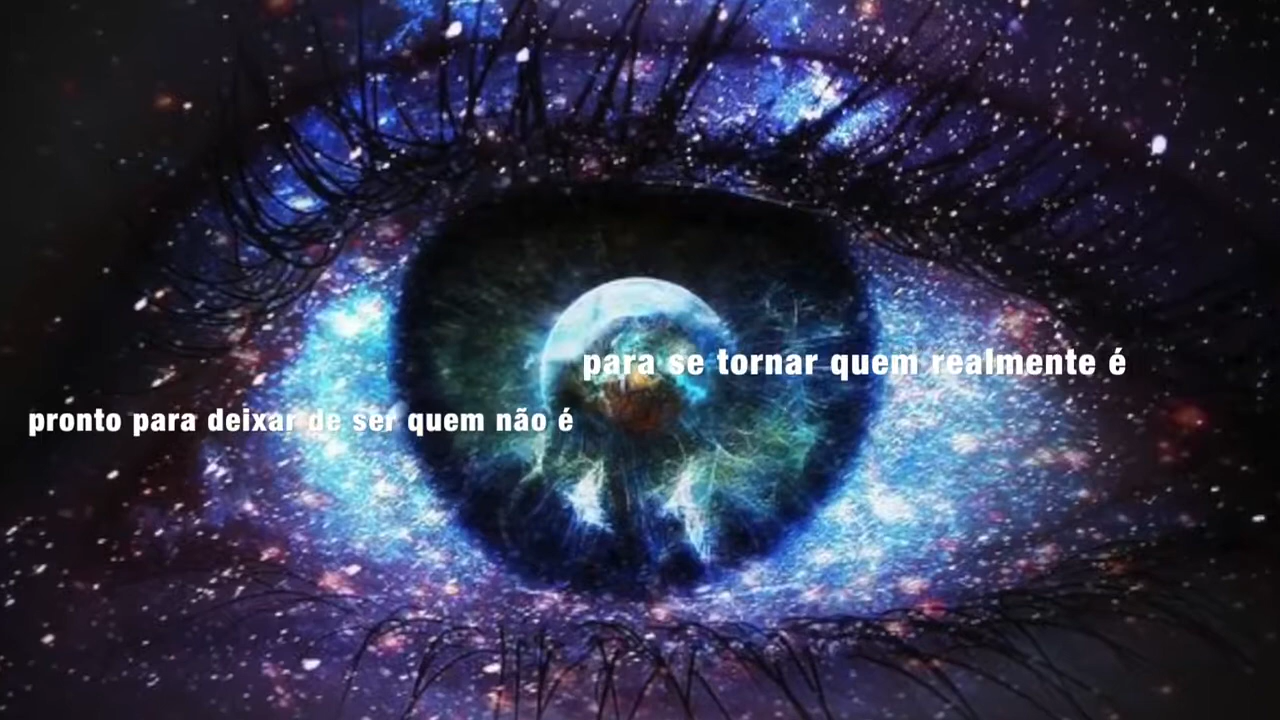 para se tornar quem realmente é
pronto para deixar de ser quem não é